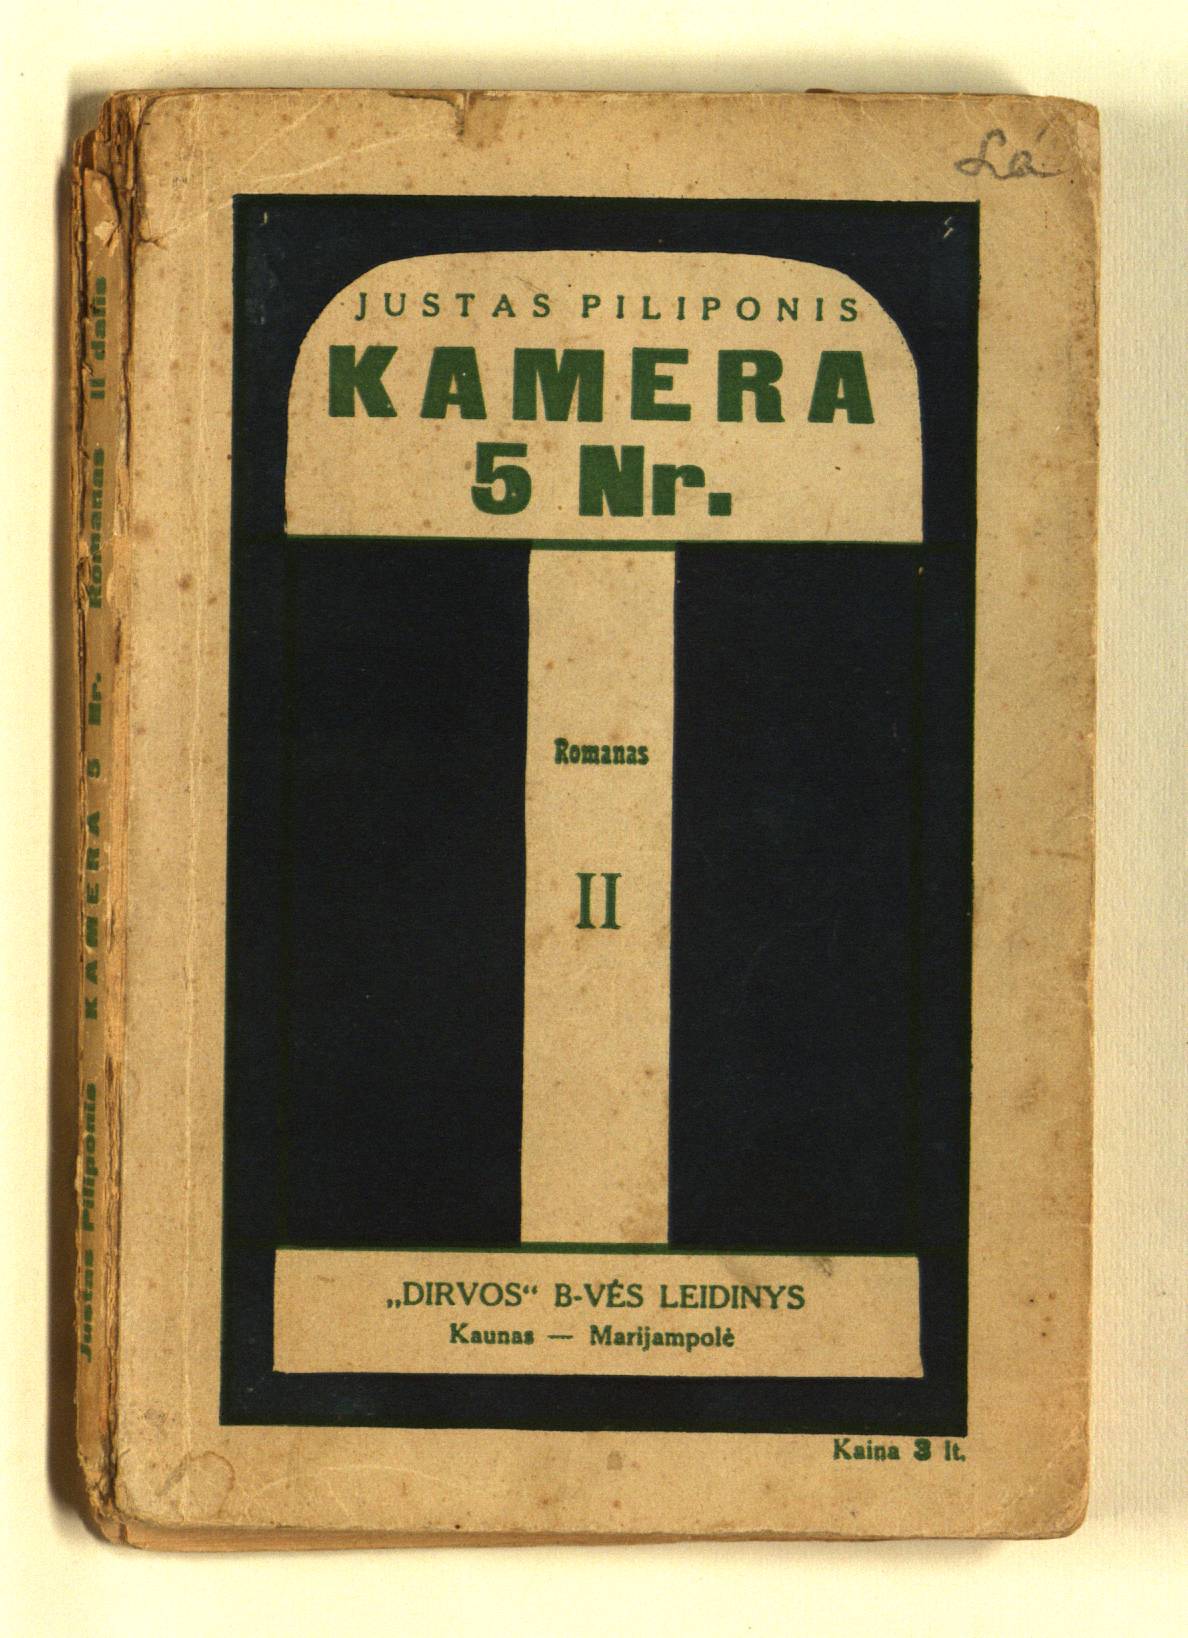 JUSTAS PILIPONIS
KAMERA
5 Nr.
Romanas
II
„DIRVOS“ B-VĖS LEIDINYS
Kaunas — Marijampolė
Kaina 3 lt.
Justas Piliponis KAMERA 5 Nr. Romanas II dalis